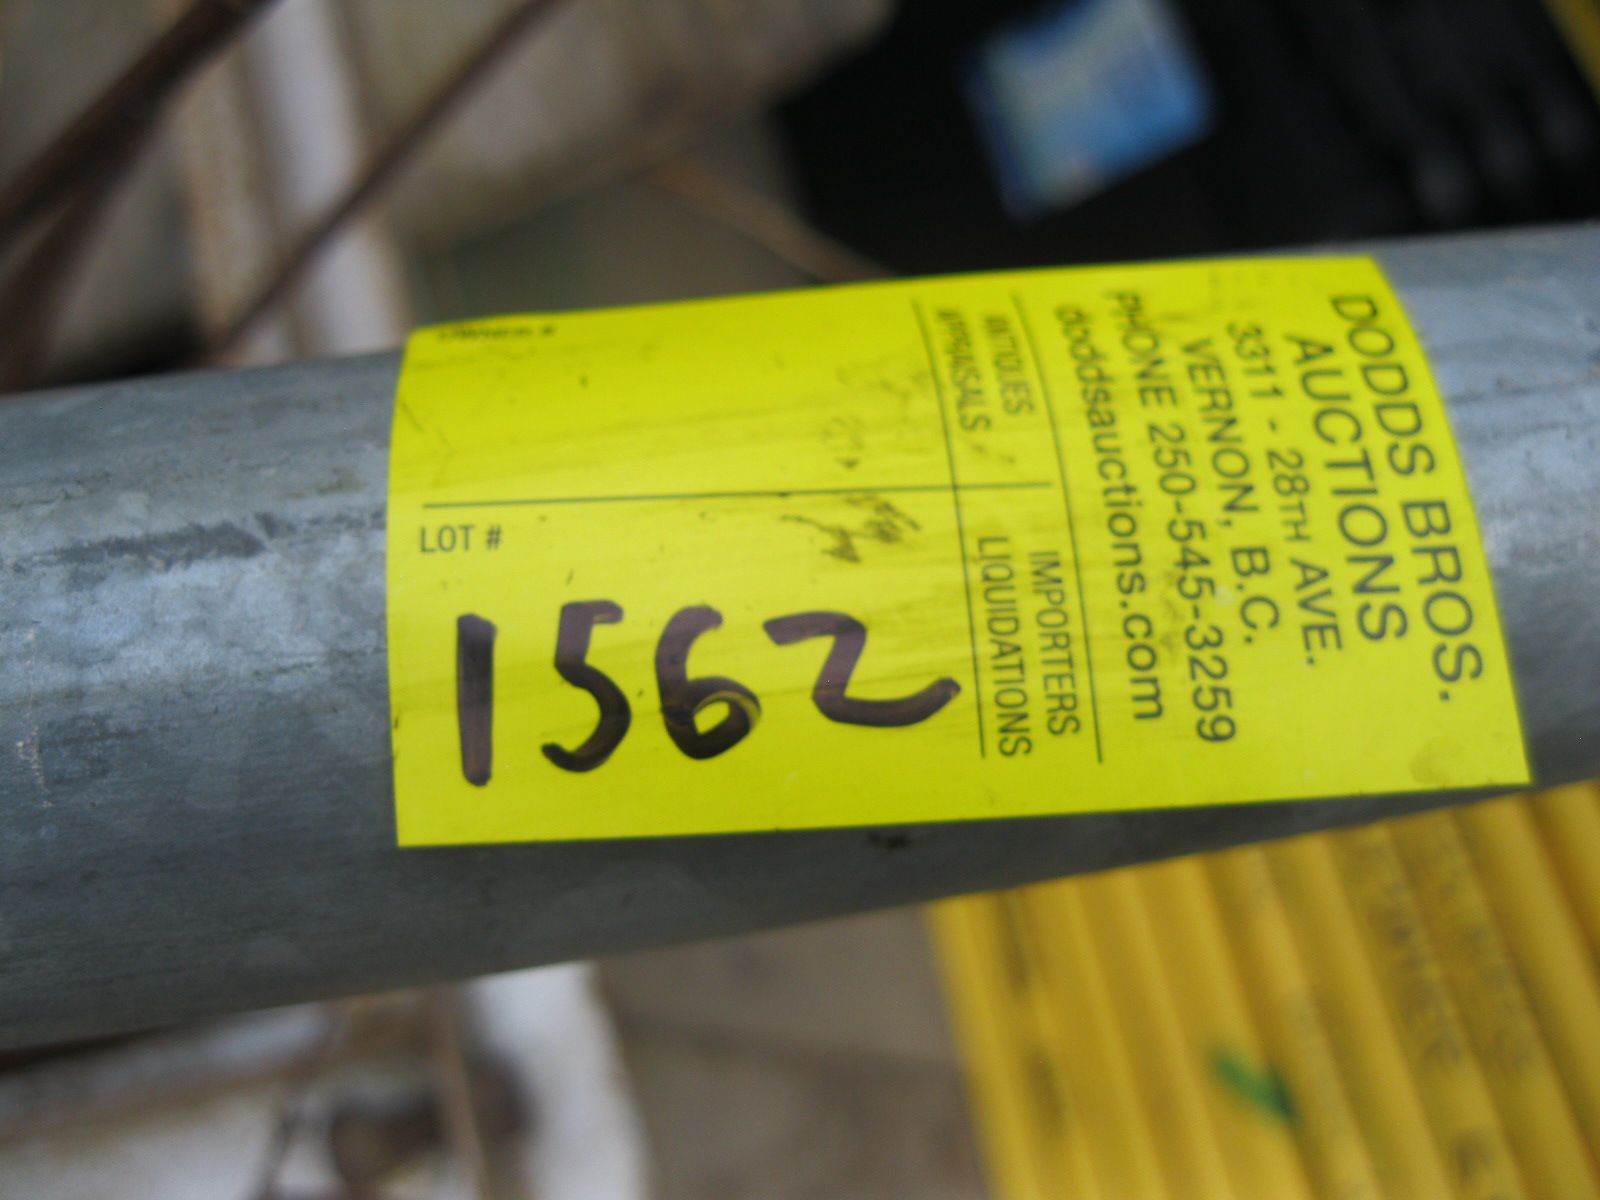 DODDS BROS.
AUCTIONS
3311 - 28TH AVE.
VERNON, B.C.
PHONE 250-545-3259
doddsauctions.com
ANTIQUES IMPORTERS
APPRAISALS LIQUIDATIONS
OWNER #
LOT #
1562